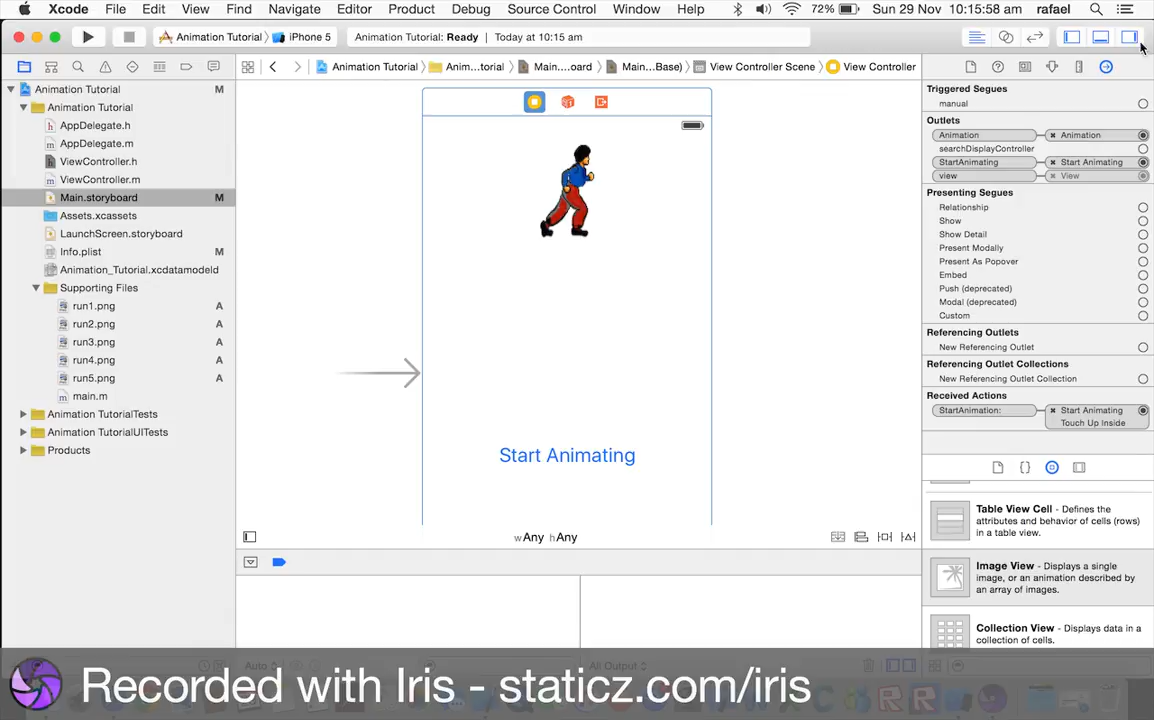 Xcode File Edit View Find Navigate Editor Product Debug Source Control Window Help 72% Sun 29 Nov 10:15:58 am rafael
Animation Tutorial iPhone 5 Animation Tutorial: Ready Today at 10:15 am
Animation Tutorial Anim...torial Main....oard Main....Base) View Controller Scene View Controller
Animation Tutorial M
Animation Tutorial
AppDelegate.h
AppDelegate.m
ViewController.h
ViewController.m
Main.storyboard M
Assets.xcassets
LaunchScreen.storyboard
Info.plist M
Animation_Tutorial.xcdatamodeld
Supporting Files
run1.png A
run2.png A
run3.png A
run4.png A
run5.png A
main.m
Animation TutorialTests
Animation TutorialUITests
Products
Start Animating
wAny hAny
Triggered Segues
manual
Outlets
Animation Animation
searchDisplayController
StartAnimating Start Animating
view View
Presenting Segues
Relationship
Show
Show Detail
Present Modally
Present As Popover
Embed
Push (deprecated)
Modal (deprecated)
Custom
Referencing Outlets
New Referencing Outlet
Referencing Outlet Collections
New Referencing Outlet Collection
Received Actions
StartAnimation: Start Animating
Touch Up Inside
Table View Cell - Defines the
attributes and behavior of cells (rows)
in a table view.
Image View - Displays a single
image, or an animation described by
an array of images.
Collection View - Displays data in a
collection of cells.
Auto All Output
Recorded with Iris - staticz.com/iris